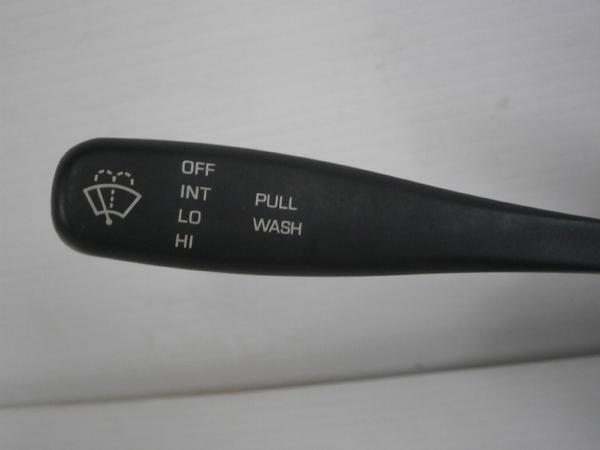 OFF
INT
LO
HI
PULL
WASH